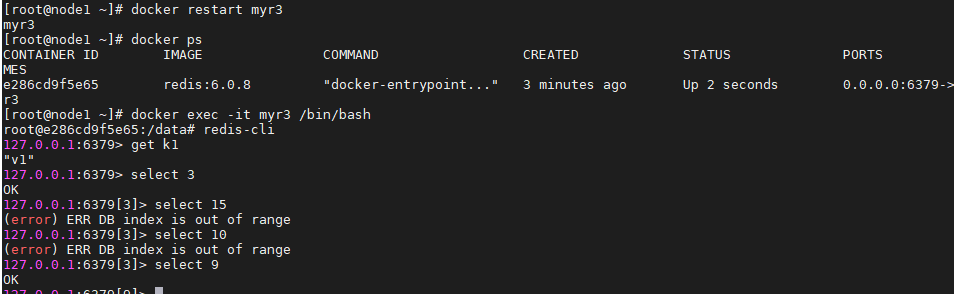 [root@node1 ~]# docker restart myr3
myr3
[root@node1 ~]# docker ps
CONTAINER ID        IMAGE               COMMAND                  CREATED             STATUS              PORTS
MES
e286cd9f5e65        redis:6.0.8         "docker-entrypoint..."   3 minutes ago       Up 2 seconds        0.0.0.0:6379->
r3
[root@node1 ~]# docker exec -it myr3 /bin/bash
root@e286cd9f5e65:/data# redis-cli
127.0.0.1:6379> get k1
"v1"
127.0.0.1:6379> select 3
OK
127.0.0.1:6379[3]> select 15
(error) ERR DB index is out of range
127.0.0.1:6379[3]> select 10
(error) ERR DB index is out of range
127.0.0.1:6379[3]> select 9
OK
127.0.0.1:6379[9]>